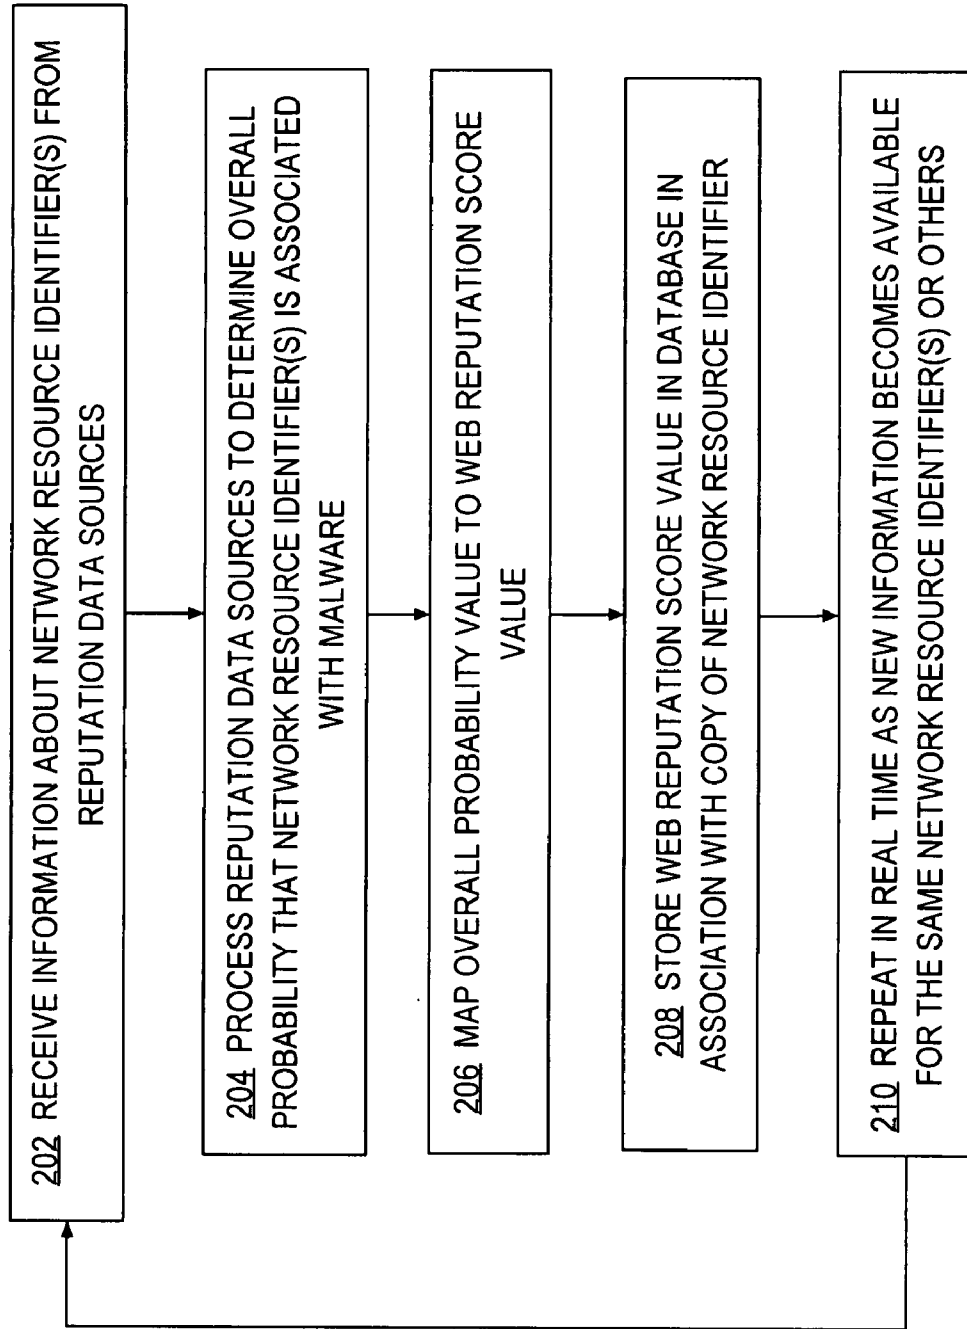 202 RECEIVE INFORMATION ABOUT NETWORK RESOURCE IDENTIFIER(S) FROM
REPUTATION DATA SOURCES
204 PROCESS REPUTATION DATA SOURCES TO DETERMINE OVERALL
PROBABILITY THAT NETWORK RESOURCE IDENTIFIER(S) IS ASSOCIATED
WITH MALWARE
206 MAP OVERALL PROBABILITY VALUE TO WEB REPUTATION SCORE
VALUE
208 STORE WEB REPUTATION SCORE VALUE IN DATABASE IN
ASSOCIATION WITH COPY OF NETWORK RESOURCE IDENTIFIER
210 REPEAT IN REAL TIME AS NEW INFORMATION BECOMES AVAILABLE
FOR THE SAME NETWORK RESOURCE IDENTIFIER(S) OR OTHERS